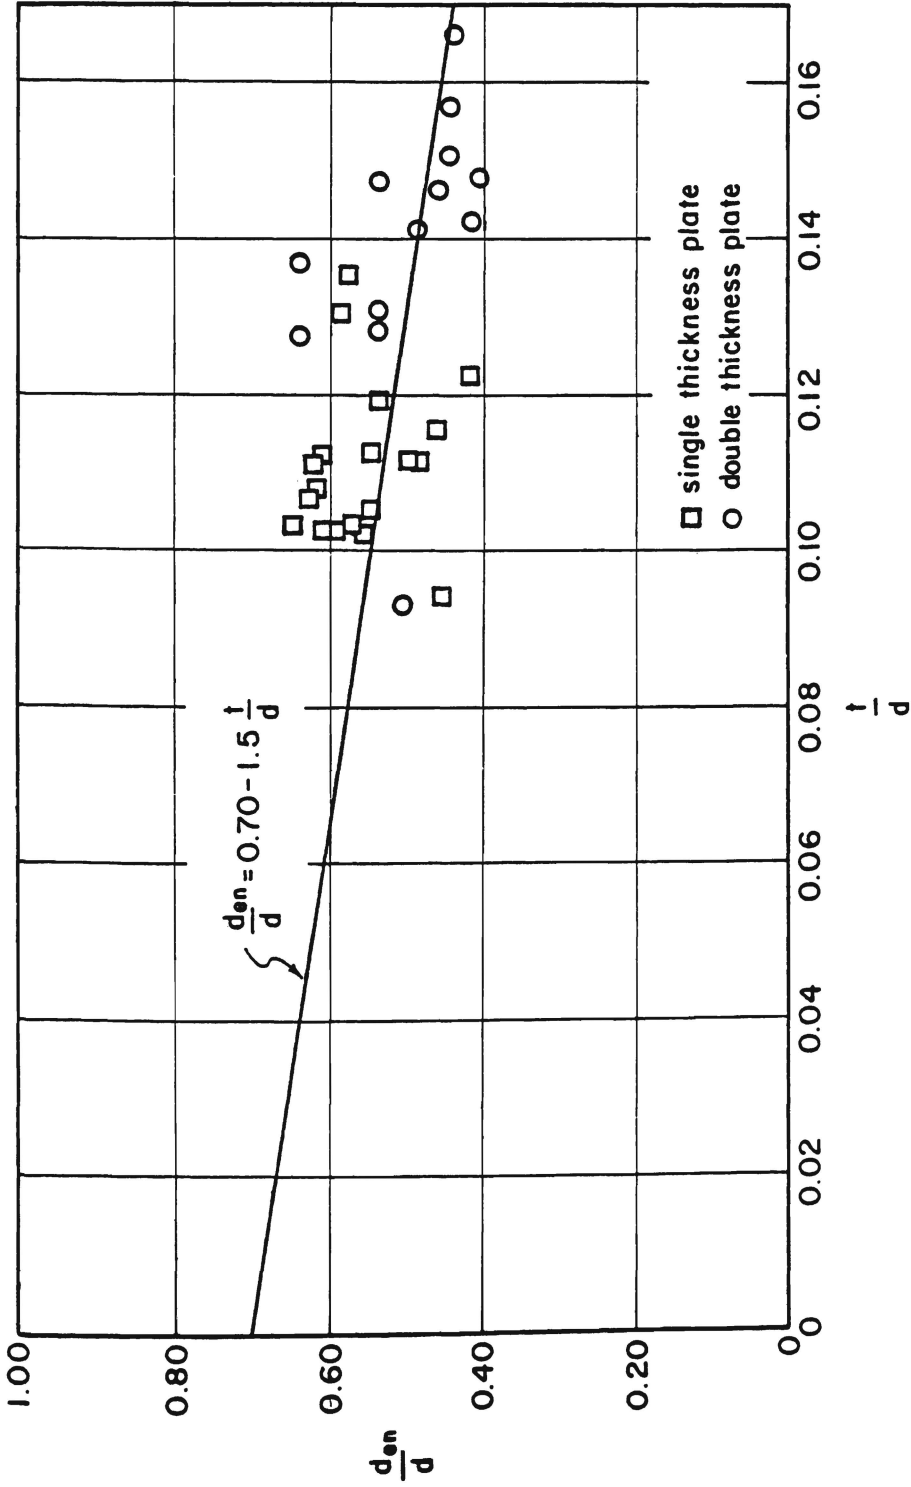 1.00
0.80
0.60
0.40
0.20
0
den
d
den/d = 0.70 - 1.5 t/d
□ single thickness plate
○ double thickness plate
0
0.02
0.04
0.06
0.08
0.10
0.12
0.14
0.16
t
d